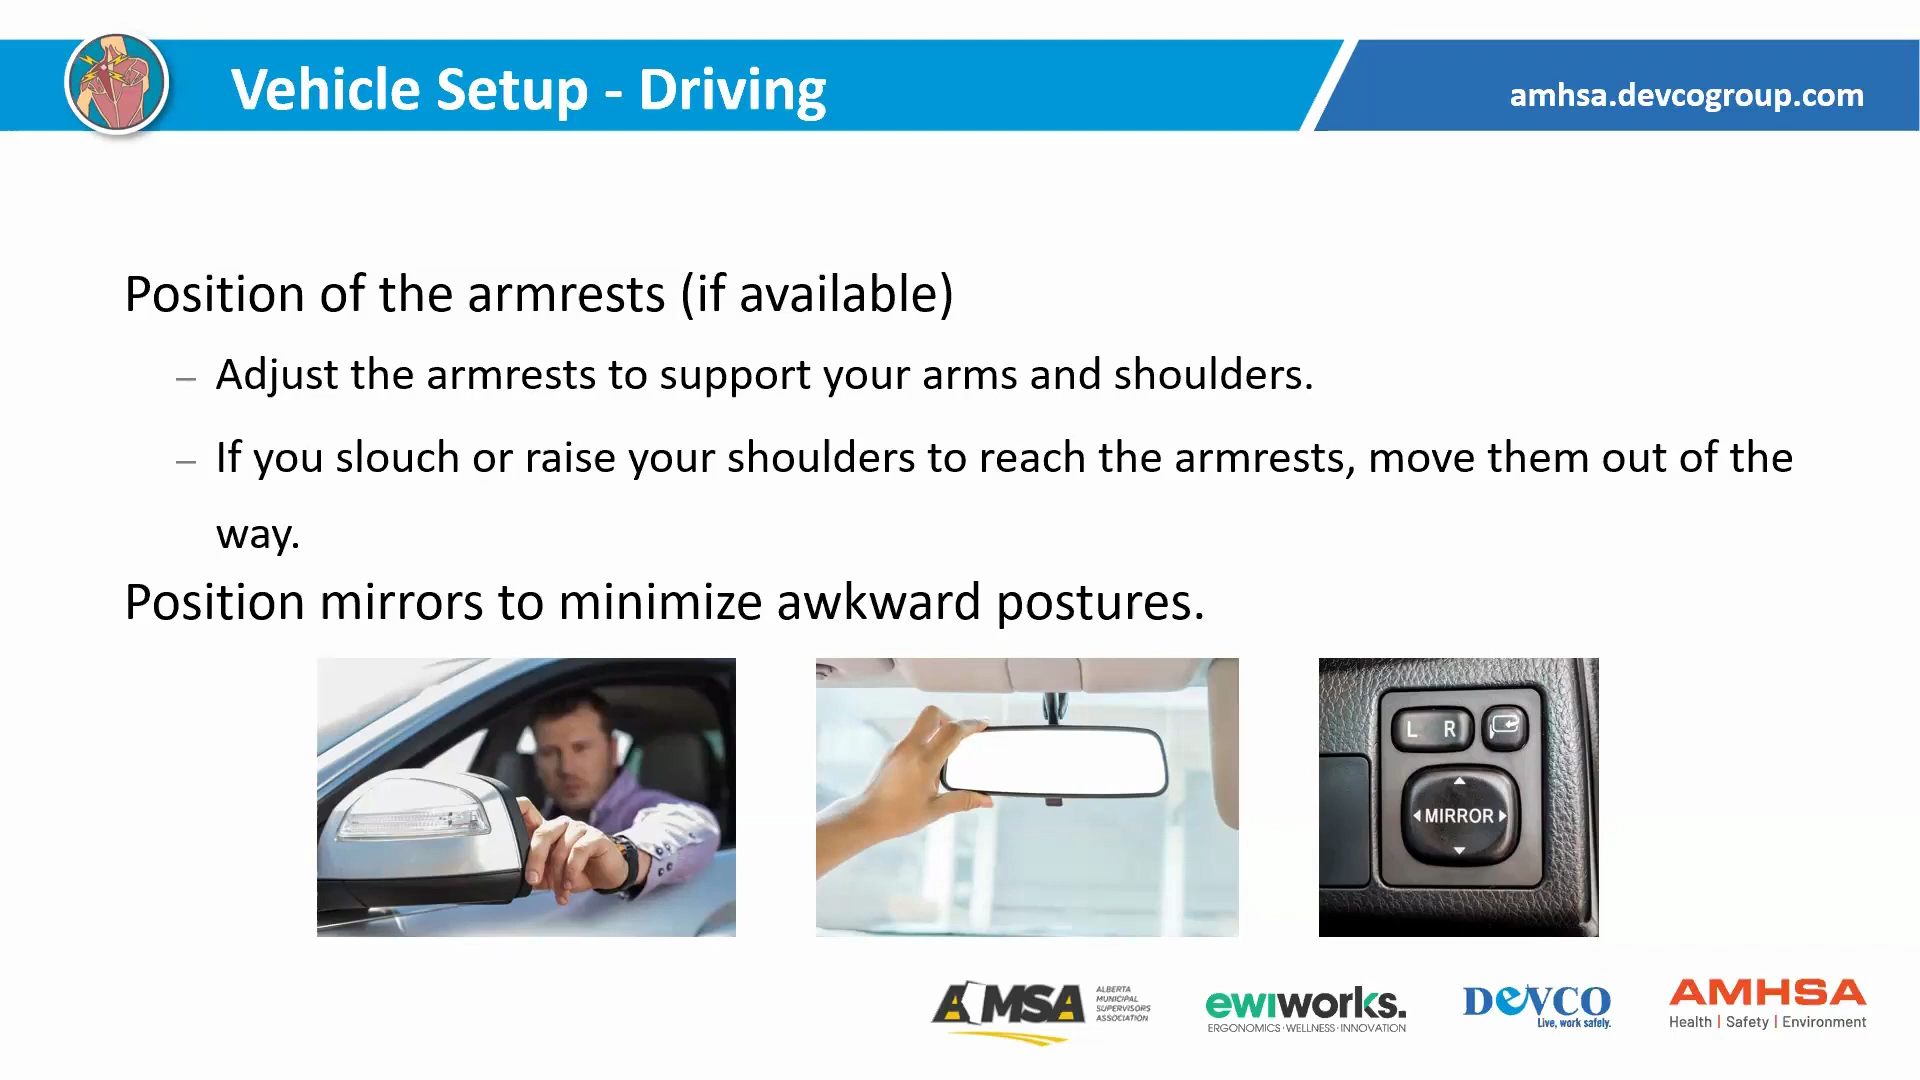 Vehicle Setup - Driving
amhsa.devcogroup.com
Position of the armrests (if available)
– Adjust the armrests to support your arms and shoulders.
– If you slouch or raise your shoulders to reach the armrests, move them out of the
way.
Position mirrors to minimize awkward postures.
L R
MIRROR
AMSA
ALBERTA
MUNICIPAL
SUPERVISORS
ASSOCIATION
ewiworks.
ERGONOMICS·WELLNESS·INNOVATION
DEVCO
Live, work safely.
AMHSA
Health | Safety | Environment